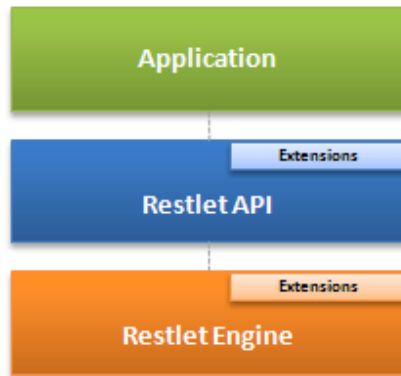 Application
Extensions
Restlet API
Extensions
Restlet Engine